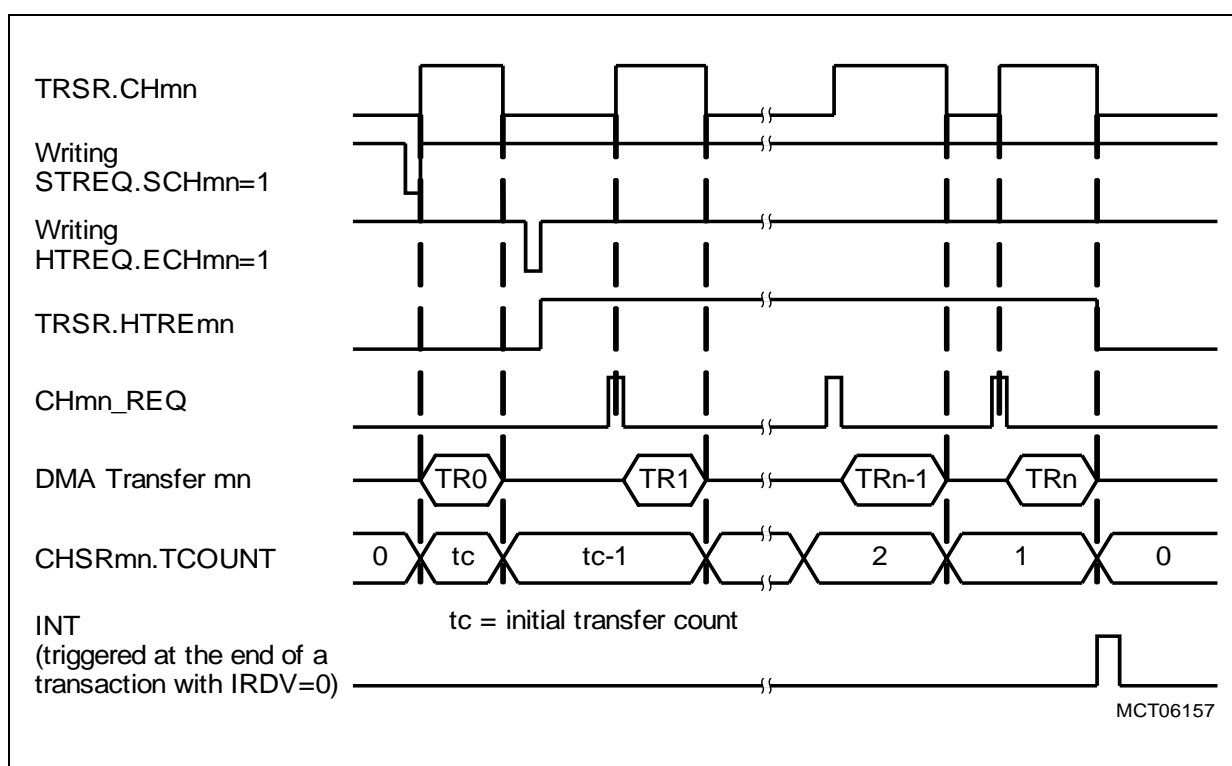 TRSR.CHmn
Writing
STREQ.SCHmn=1
Writing
HTREQ.ECHmn=1
TRSR.HTREmn
CHmn_REQ
DMA Transfer mn
TR0
TR1
TRn-1
TRn
CHSRmn.TCOUNT
0
tc
tc-1
2
1
0
tc = initial transfer count
INT
(triggered at the end of a
transaction with IRDV=0)
MCT06157